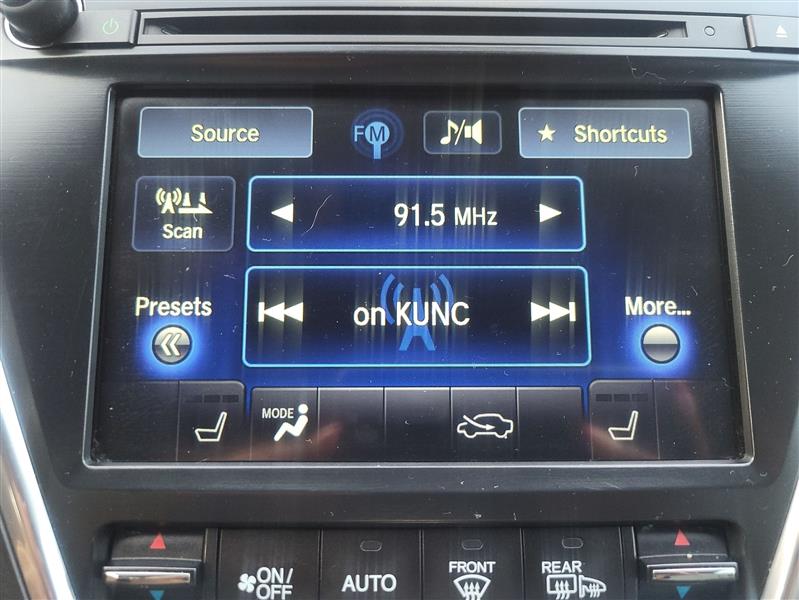 Source
FM
Shortcuts
Scan
91.5 MHz
Presets
on KUNC
More...
MODE
ON/
OFF
AUTO
FRONT
REAR